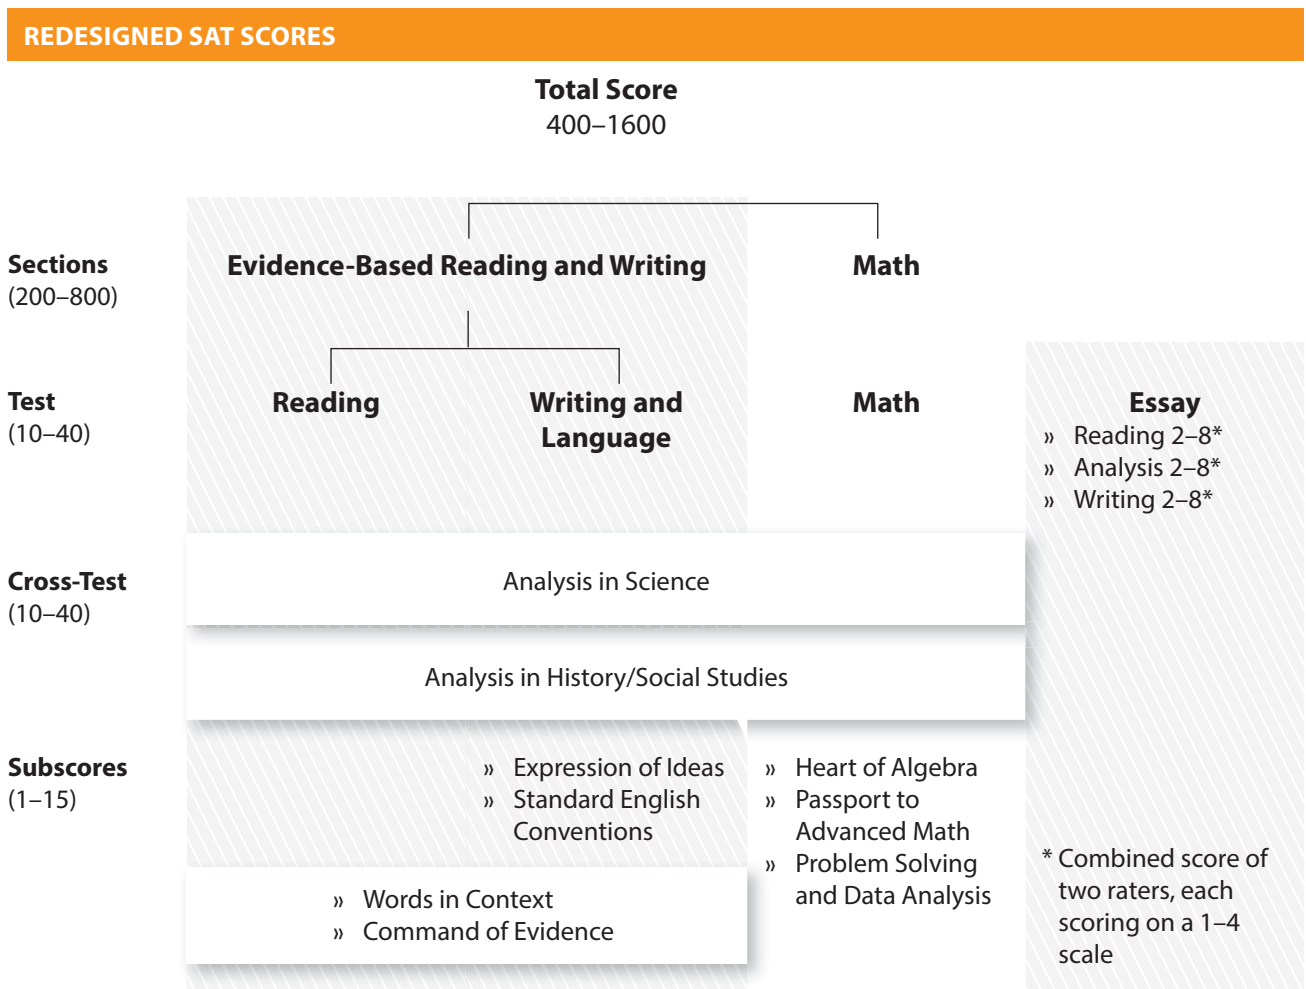 REDESIGNED SAT SCORES
Total Score
400–1600
Sections
(200–800)
Evidence-Based Reading and Writing
Math
Test
(10–40)
Reading
Writing and
Language
Math
Essay
» Reading 2–8*
» Analysis 2–8*
» Writing 2–8*
Cross-Test
(10–40)
Analysis in Science
Analysis in History/Social Studies
Subscores
(1–15)
» Expression of Ideas
» Standard English
Conventions
» Heart of Algebra
» Passport to
Advanced Math
» Problem Solving
and Data Analysis
» Words in Context
» Command of Evidence
* Combined score of
two raters, each
scoring on a 1–4
scale